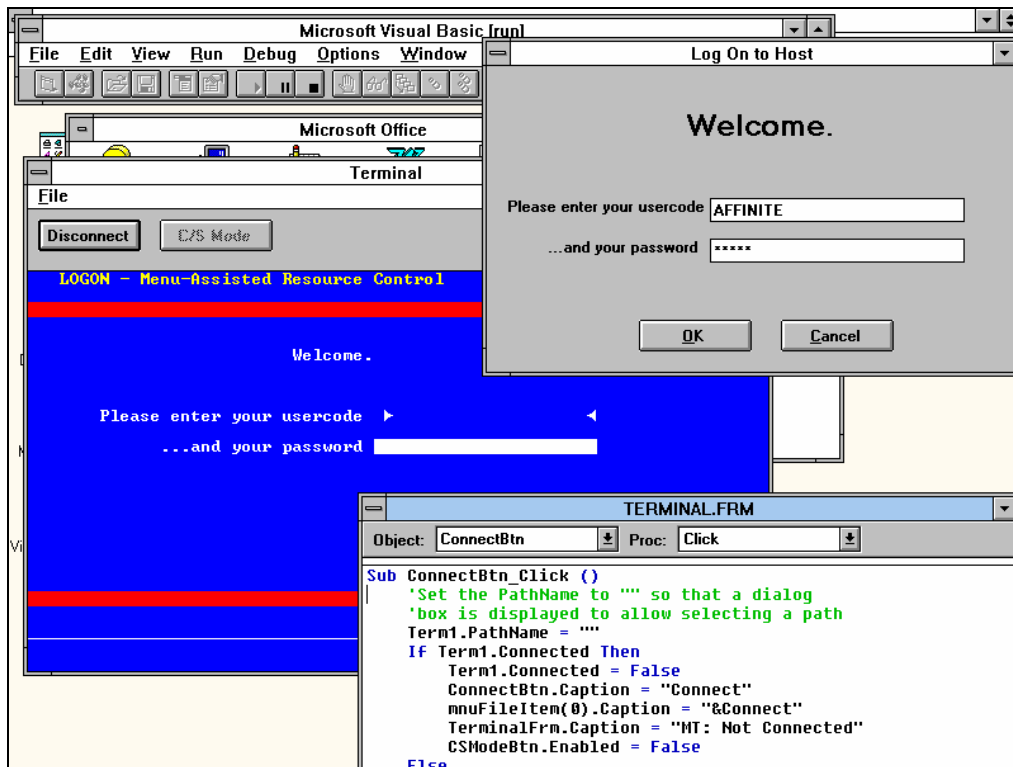 Microsoft Visual Basic [run]
File Edit View Run Debug Options Window
Log On to Host
Welcome.
Please enter your usercode AFFINITE
...and your password *****
OK Cancel
Microsoft Office
Terminal
File
Disconnect C/S Mode
LOGON - Menu-Assisted Resource Control
Welcome.
Please enter your usercode
...and your password
Vi
TERMINAL.FRM
Object: ConnectBtn Proc: Click
Sub ConnectBtn_Click ()
'Set the PathName to "" so that a dialog
'box is displayed to allow selecting a path
Term1.PathName = ""
If Term1.Connected Then
Term1.Connected = False
ConnectBtn.Caption = "Connect"
mnuFileItem(0).Caption = "&Connect"
TerminalFrm.Caption = "MT: Not Connected"
CSModeBtn.Enabled = False
Else